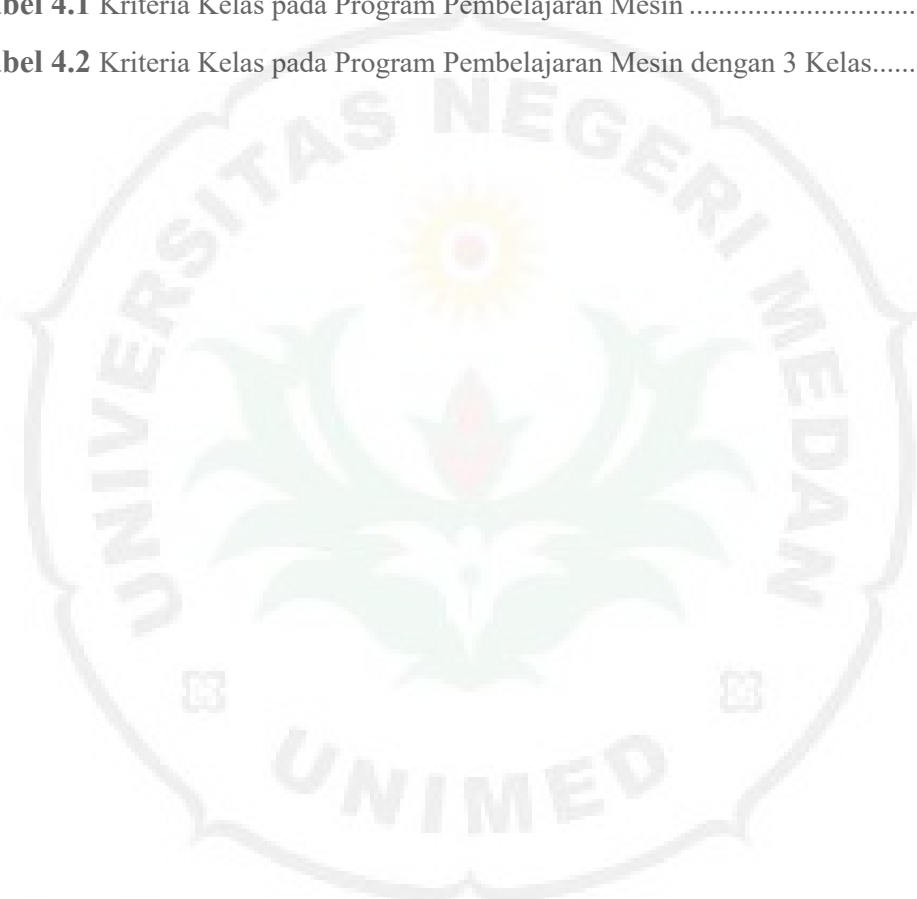 abel 4.1 Kriteria Kelas pada Program Pembelajaran Mesin ...............................
bel 4.2 Kriteria Kelas pada Program Pembelajaran Mesin dengan 3 Kelas......
UNIVERSITAS NEGERI MEDAN
UNIMED